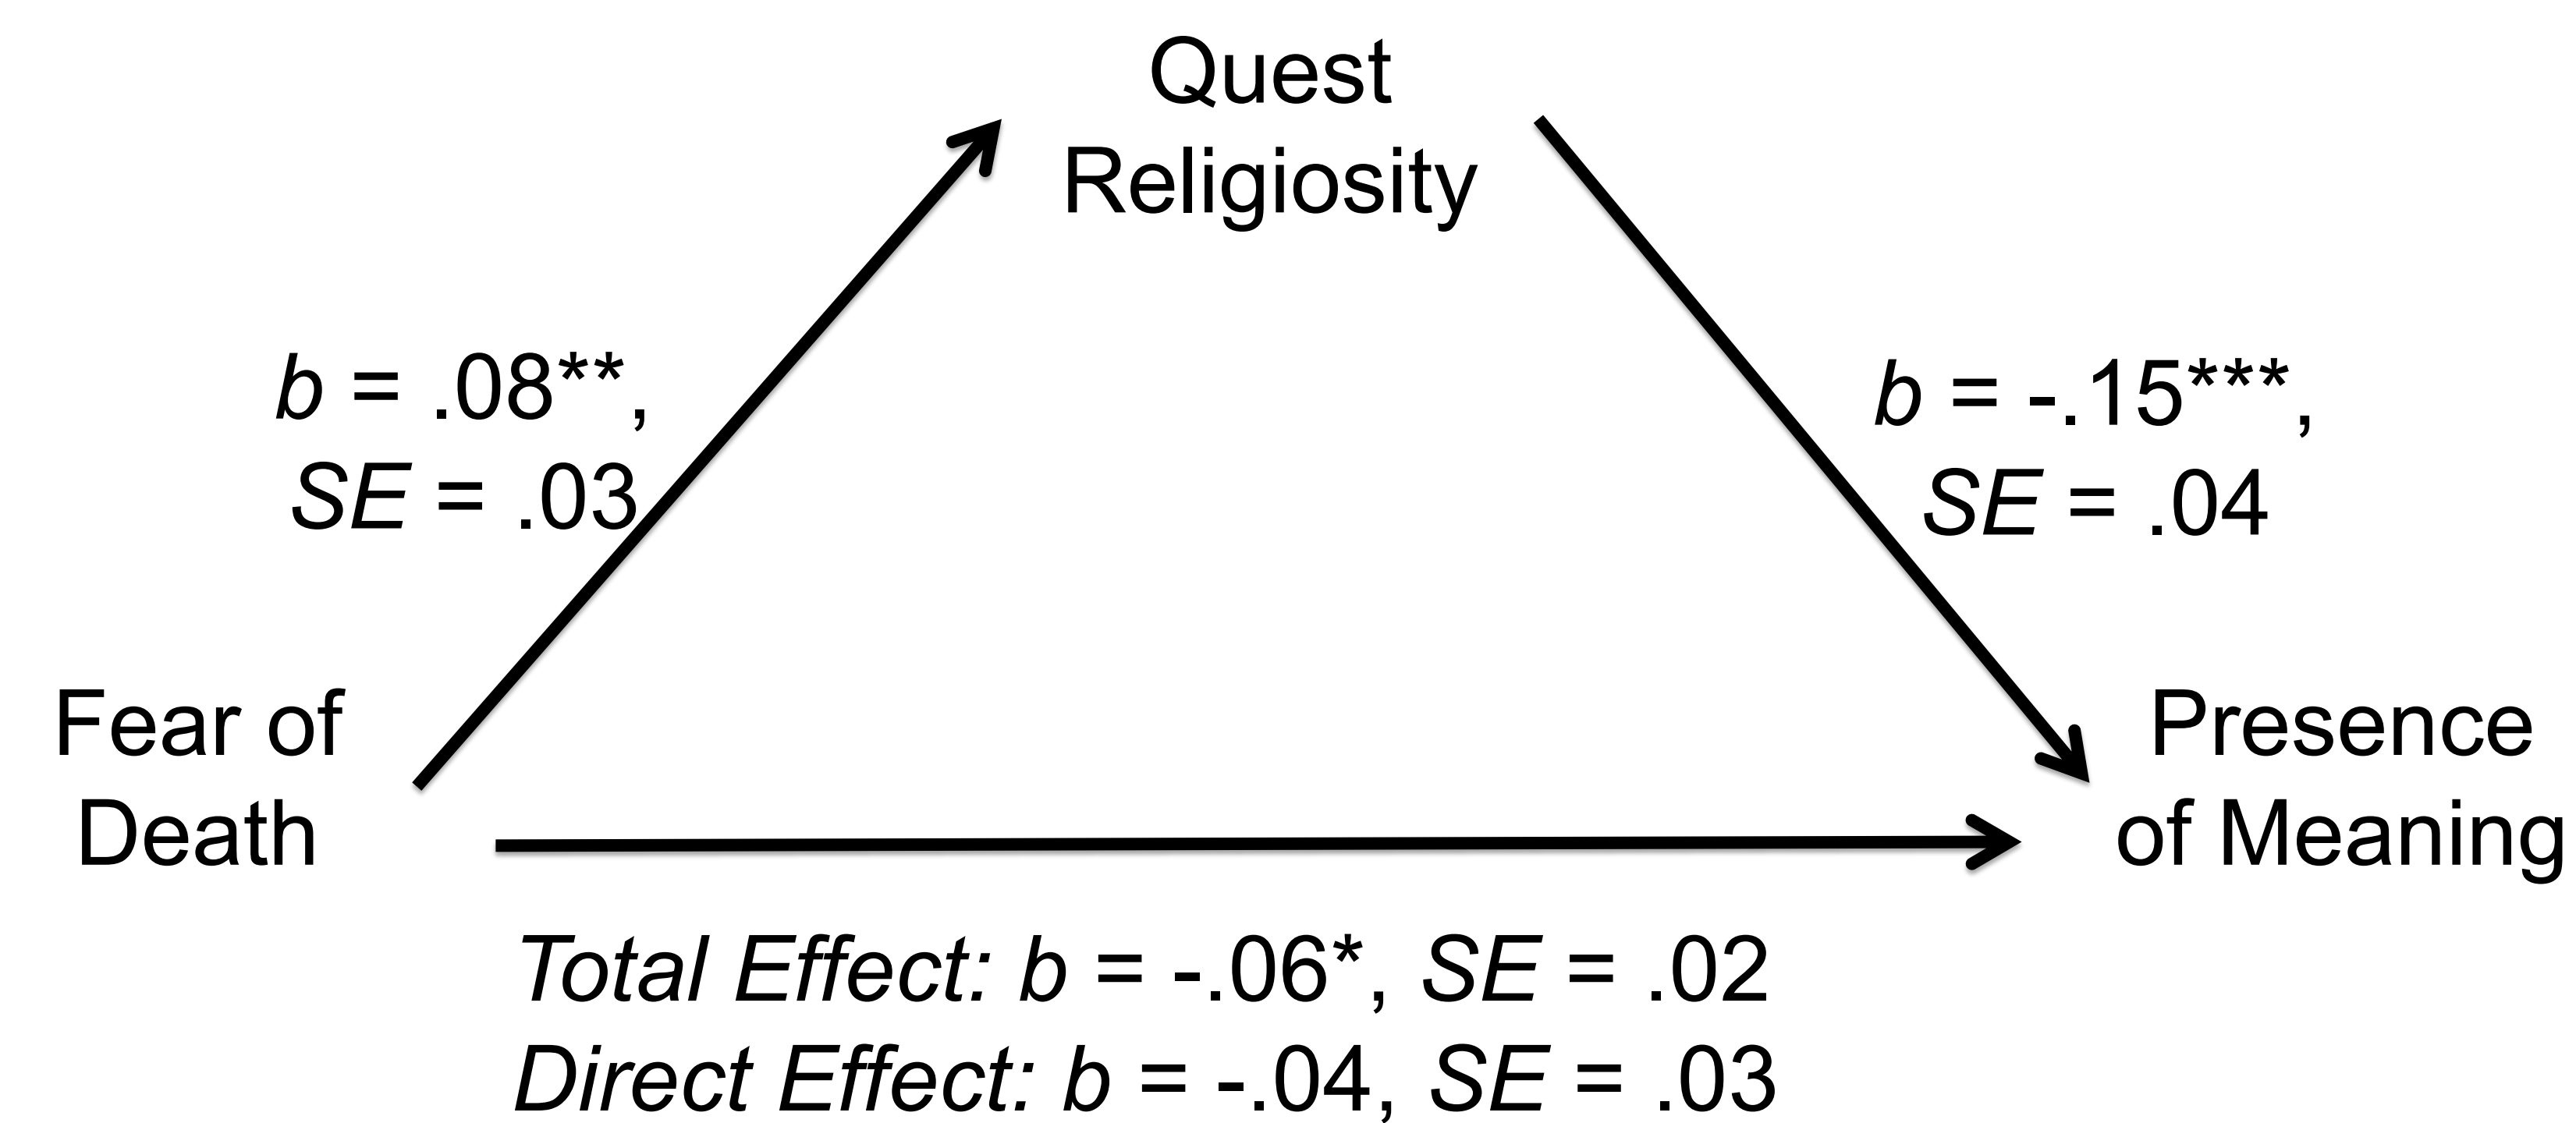 Quest
Religiosity
b = .08**,
SE = .03
b = -.15***,
SE = .04
Fear of
Death
Presence
of Meaning
Total Effect: b = -.06*, SE = .02
Direct Effect: b = -.04, SE = .03